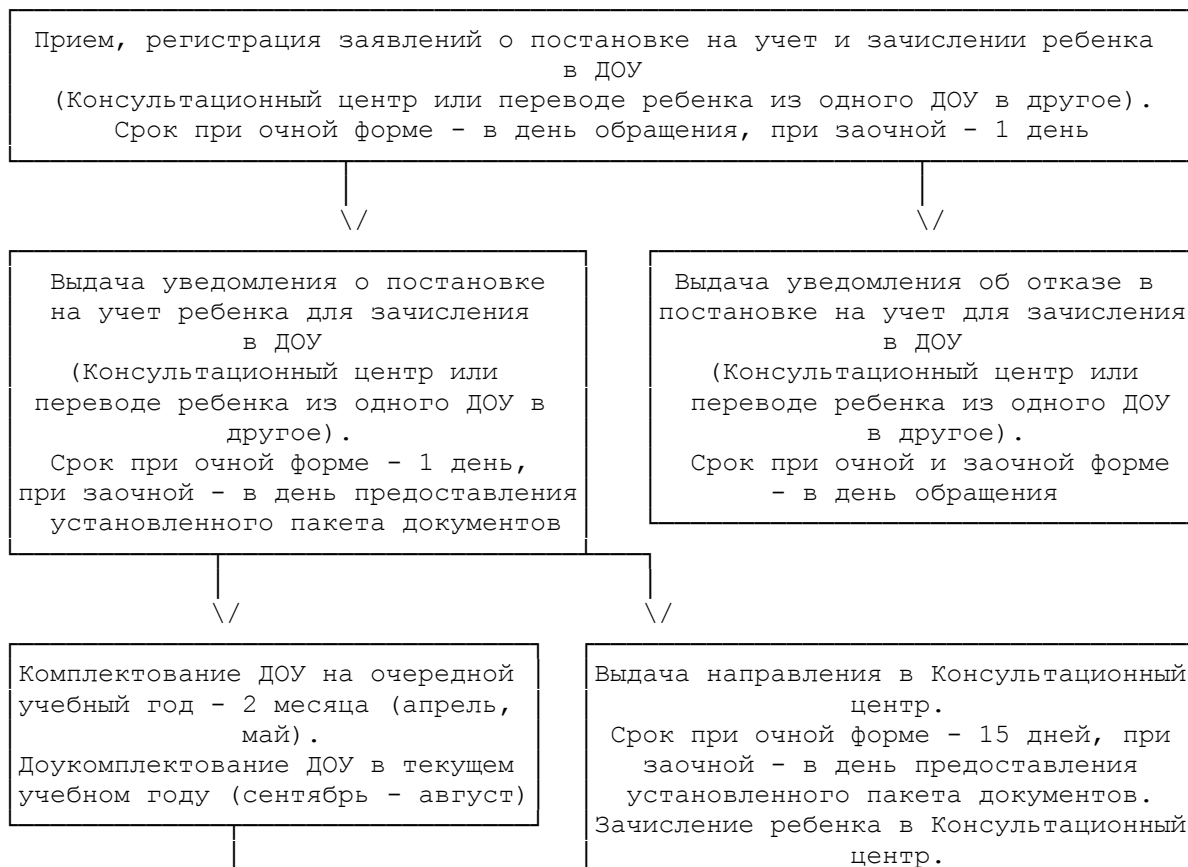 Прием, регистрация заявлений о постановке на учет и зачислении ребенка
в ДОУ
(Консультационный центр или переводе ребенка из одного ДОУ в другое).
Срок при очной форме - в день обращения, при заочной - 1 день
Выдача уведомления о постановке
на учет ребенка для зачисления
в ДОУ
(Консультационный центр или
переводе ребенка из одного ДОУ в
другое).
Срок при очной форме - 1 день,
при заочной - в день предоставления
установленного пакета документов
Выдача уведомления об отказе в
постановке на учет для зачисления
в ДОУ
(Консультационный центр или
переводе ребенка из одного ДОУ
в другое).
Срок при очной и заочной форме
- в день обращения
Комплектование ДОУ на очередной
учебный год - 2 месяца (апрель,
май).
Доукомплектование ДОУ в текущем
учебном году (сентябрь - август)
Выдача направления в Консультационный
центр.
Срок при очной форме - 15 дней, при
заочной - в день предоставления
установленного пакета документов.
Зачисление ребенка в Консультационный
центр.